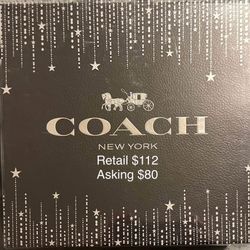 COACH
NEW YORK
Retail $112
Asking $80